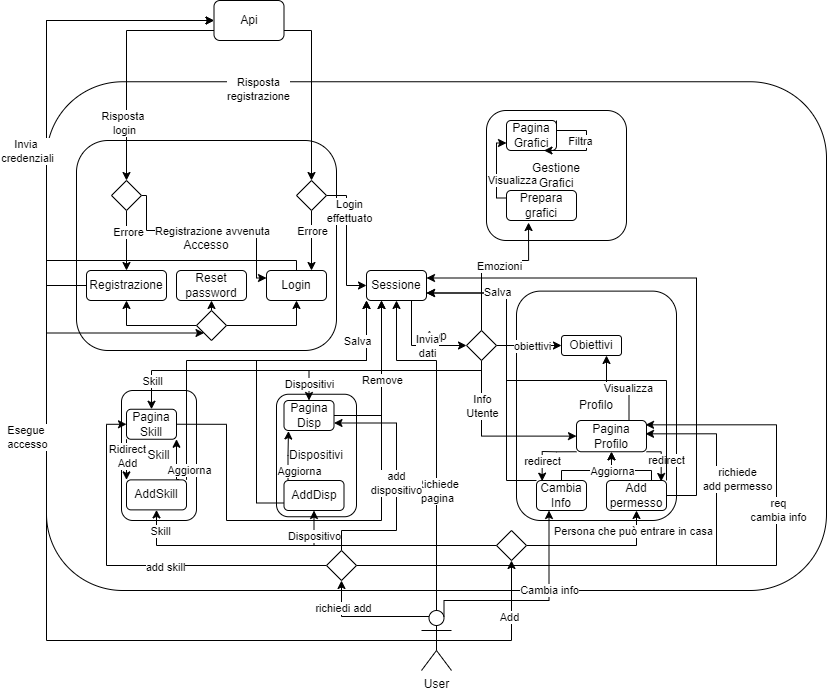 Api
Risposta
registrazione
Risposta
login
Invia
credenziali
Pagina
Grafici
Filtra
Gestione
Grafici
Visualizza
Prepara
grafici
Login
effettuato
Errore
Registrazione avvenuta
Accesso
Errore
Emozioni
Registrazione
Reset
password
Login
Sessione
Salva
Salva
Invia
dati
obiettivi
Obiettivi
Skill
Dispositivi
Remove
Info
Utente
Visualizza
Profilo
Pagina
Skill
Pagina
Disp
Pagina
Profilo
Esegue
accesso
Ridirect
Add
Skill
Aggiorna
Dispositivi
Aggiorna
add
dispositivo
richiede
pagina
redirect
Aggiorna
redirect
richiede
add permesso
AddSkill
AddDisp
Cambia
Info
Add
permesso
req
cambia info
Skill
Dispositivo
Persona che può entrare in casa
add skill
Cambia info
richiedi add
Add
User